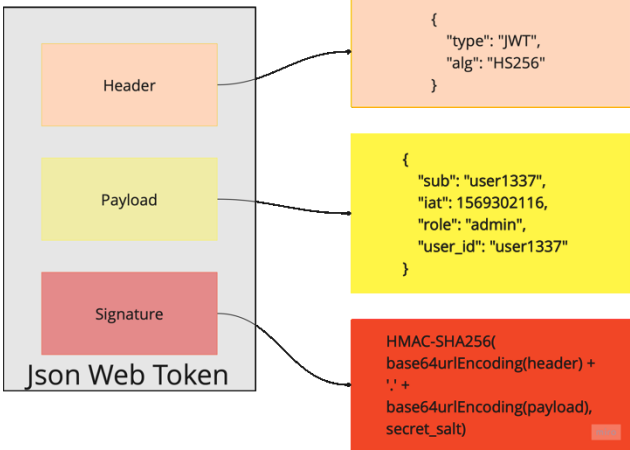 Header
Payload
Signature
Json Web Token
{
"type": "JWT",
"alg": "HS256"
}
{
"sub": "user1337",
"iat": 1569302116,
"role": "admin",
"user_id": "user1337"
}
HMAC-SHA256(
base64urlEncoding(header) +
'.' +
base64urlEncoding(payload),
secret_salt)